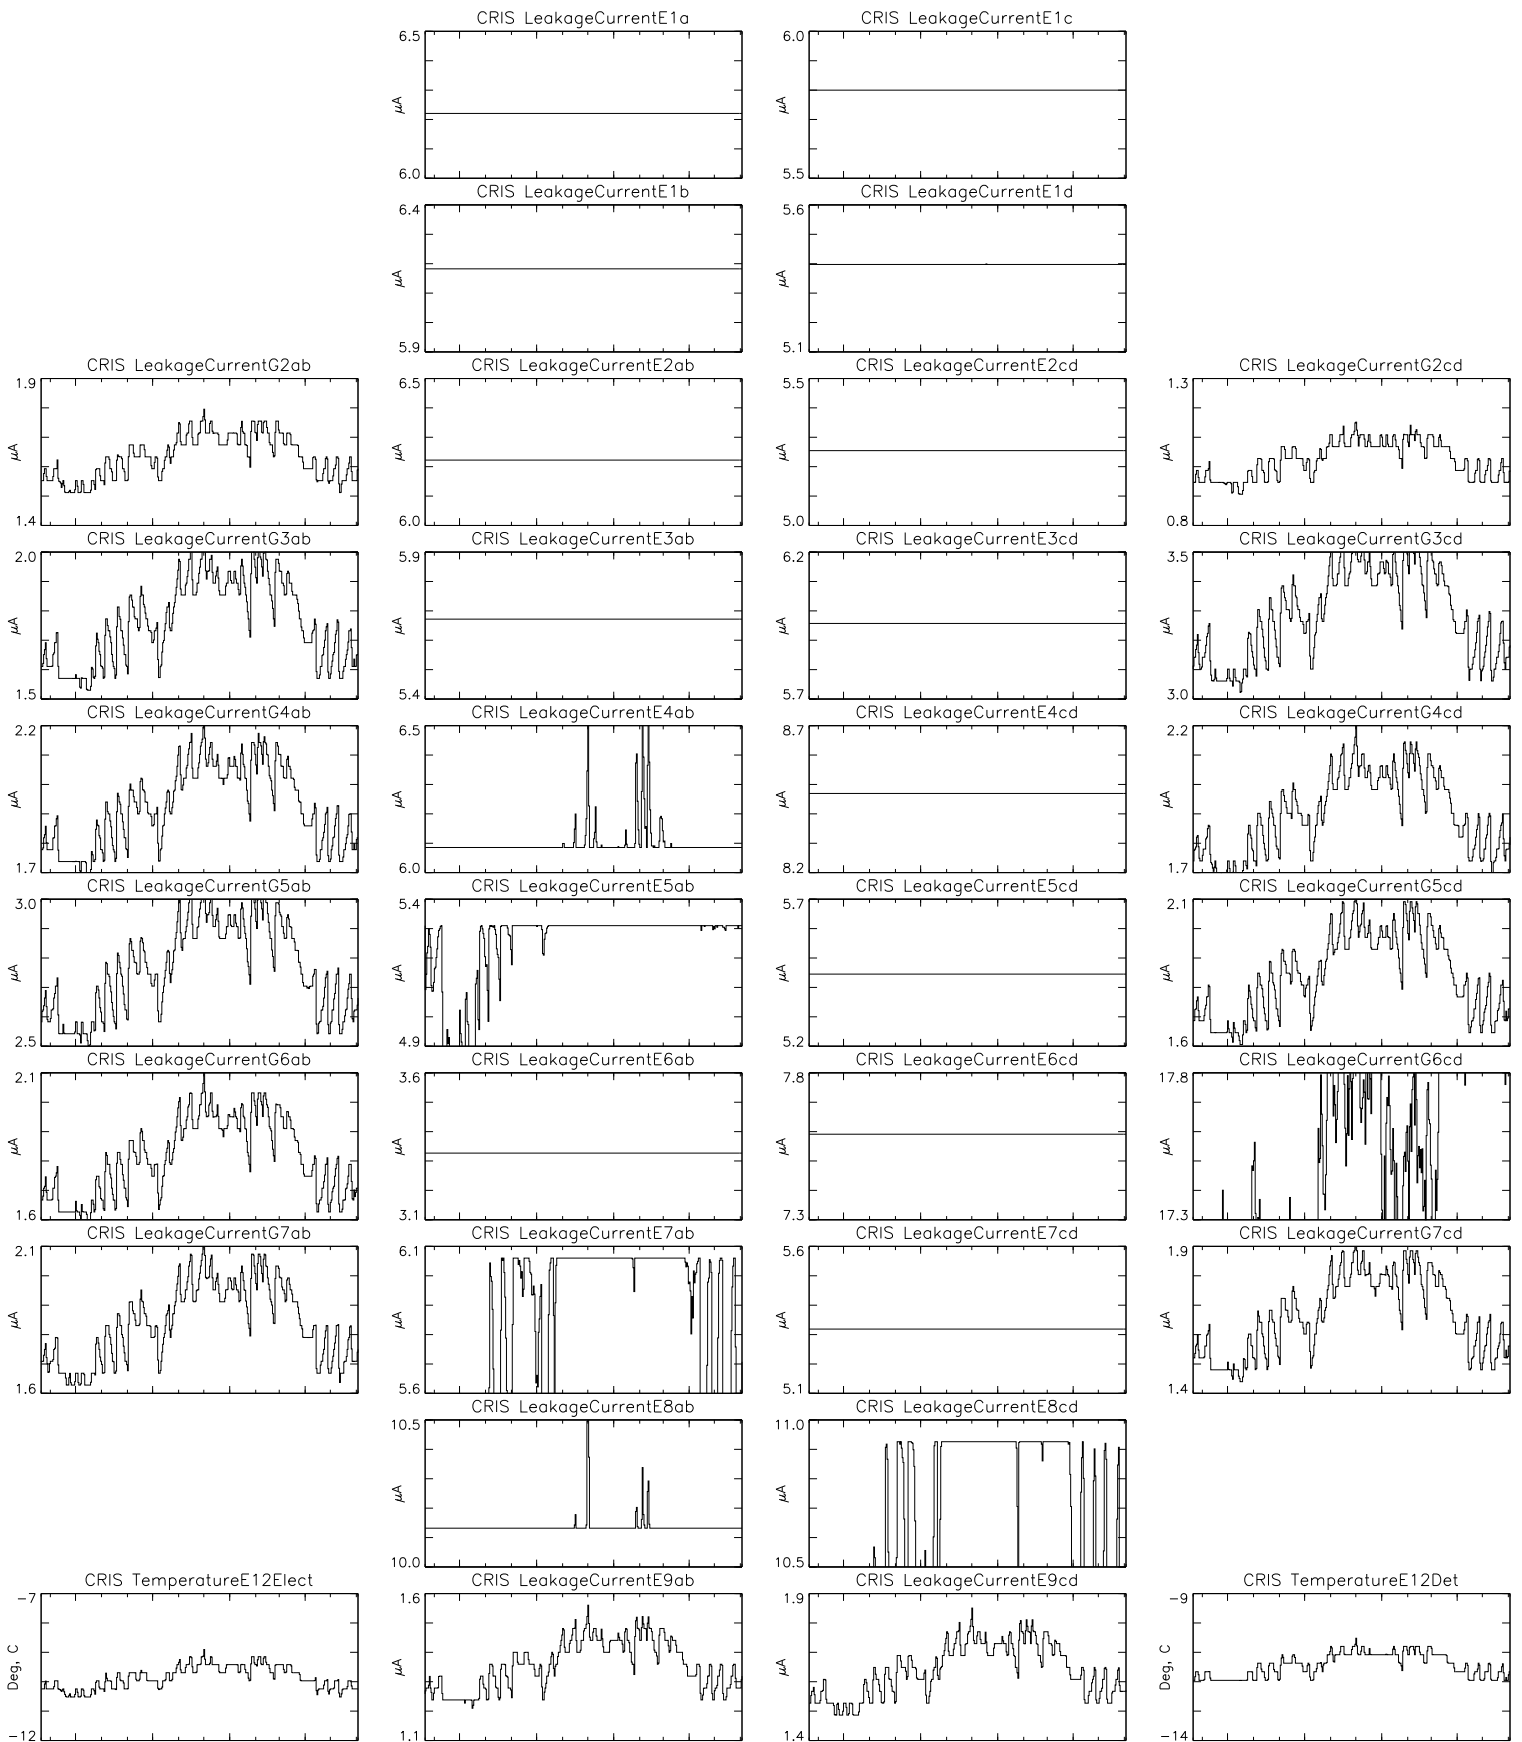 CRIS LeakageCurrentE1a CRIS LeakageCurrentE1c
6.5 6.0
μA μA
6.0 5.5
CRIS LeakageCurrentE1b CRIS LeakageCurrentE1d
6.4 5.6
μA μA
5.9 5.1
CRIS LeakageCurrentG2ab CRIS LeakageCurrentE2ab CRIS LeakageCurrentE2cd CRIS LeakageCurrentG2cd
1.9 6.5 5.5 1.3
μA μA μA μA
1.4 6.0 5.0 0.8
CRIS LeakageCurrentG3ab CRIS LeakageCurrentE3ab CRIS LeakageCurrentE3cd CRIS LeakageCurrentG3cd
2.0 5.9 6.2 3.5
μA μA μA μA
1.5 5.4 5.7 3.0
CRIS LeakageCurrentG4ab CRIS LeakageCurrentE4ab CRIS LeakageCurrentE4cd CRIS LeakageCurrentG4cd
2.2 6.5 8.7 2.2
μA μA μA μA
1.7 6.0 8.2 1.7
CRIS LeakageCurrentG5ab CRIS LeakageCurrentE5ab CRIS LeakageCurrentE5cd CRIS LeakageCurrentG5cd
3.0 5.4 5.7 2.1
μA μA μA μA
2.5 4.9 5.2 1.6
CRIS LeakageCurrentG6ab CRIS LeakageCurrentE6ab CRIS LeakageCurrentE6cd CRIS LeakageCurrentG6cd
2.1 3.6 7.8 17.8
μA μA μA μA
1.6 3.1 7.3 17.3
CRIS LeakageCurrentG7ab CRIS LeakageCurrentE7ab CRIS LeakageCurrentE7cd CRIS LeakageCurrentG7cd
2.1 6.1 5.6 1.9
μA μA μA μA
1.6 5.6 5.1 1.4
CRIS LeakageCurrentE8ab CRIS LeakageCurrentE8cd
10.5 11.0
μA μA
10.0 10.5
CRIS TemperatureE12Elect CRIS LeakageCurrentE9ab CRIS LeakageCurrentE9cd CRIS TemperatureE12Det
-7 1.6 1.9 -9
Deg, C μA μA Deg, C
-12 1.1 1.4 -14